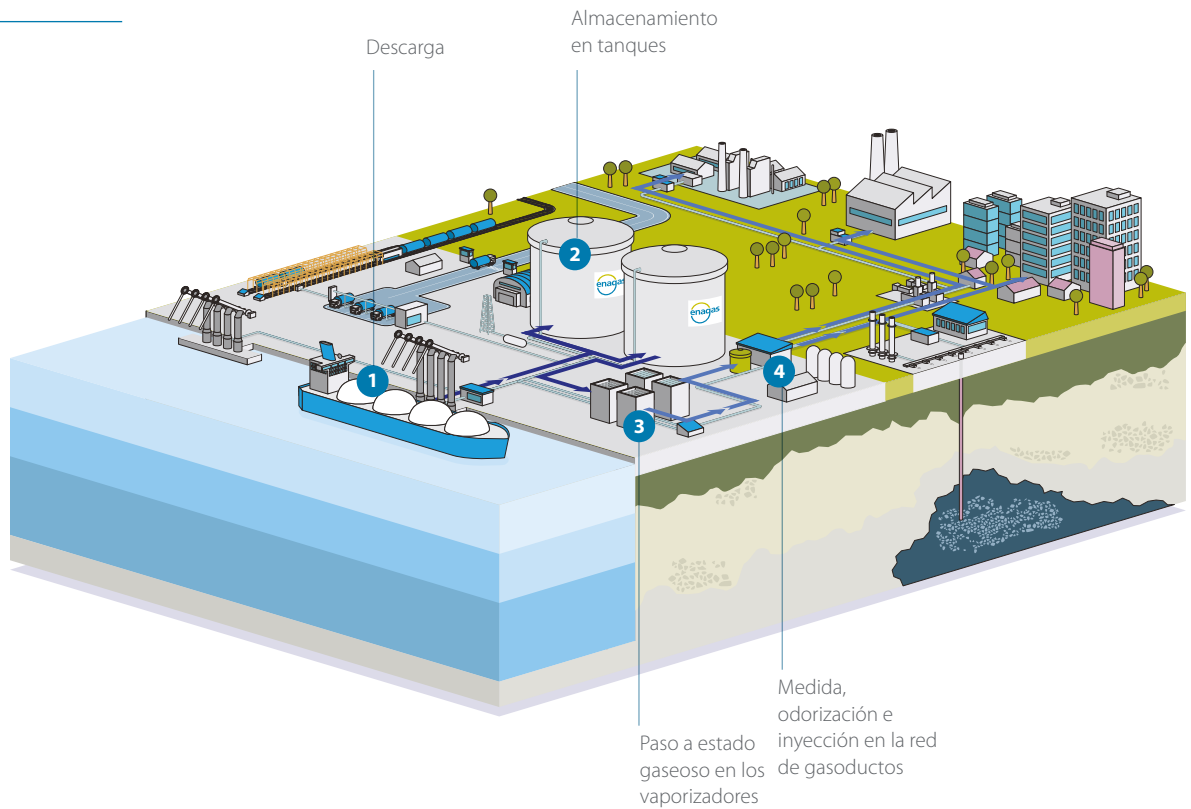 Almacenamiento
en tanques
Descarga
2
enagas
enagas
1
4
3
Medida,
odorización e
inyección en la red
de gasoductos
Paso a estado
gaseoso en los
vaporizadores